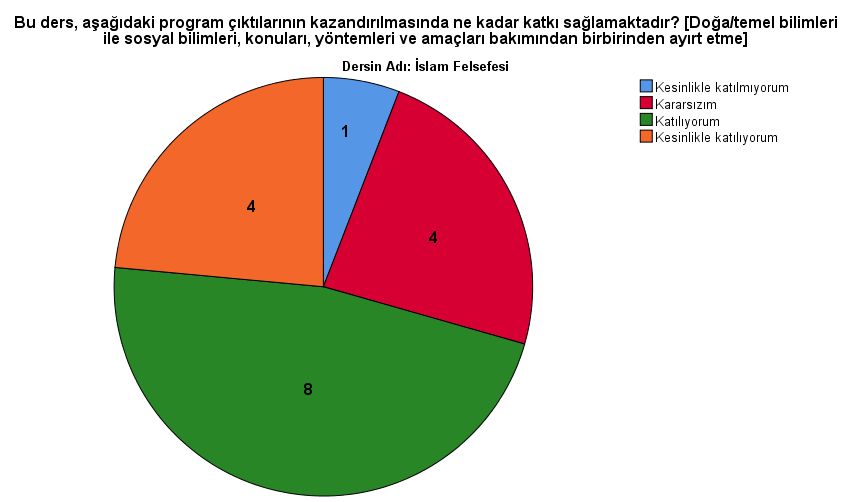 Bu ders, aşağıdaki program çıktılarının kazandırılmasında ne kadar katkı sağlamaktadır? [Doğa/temel bilimleri
ile sosyal bilimleri, konuları, yöntemleri ve amaçları bakımından birbirinden ayırt etme]
Dersin Adı: İslam Felsefesi
Kesinlikle katılmıyorum
Kararsızım
Katılıyorum
Kesinlikle katılıyorum
1
4
4
8